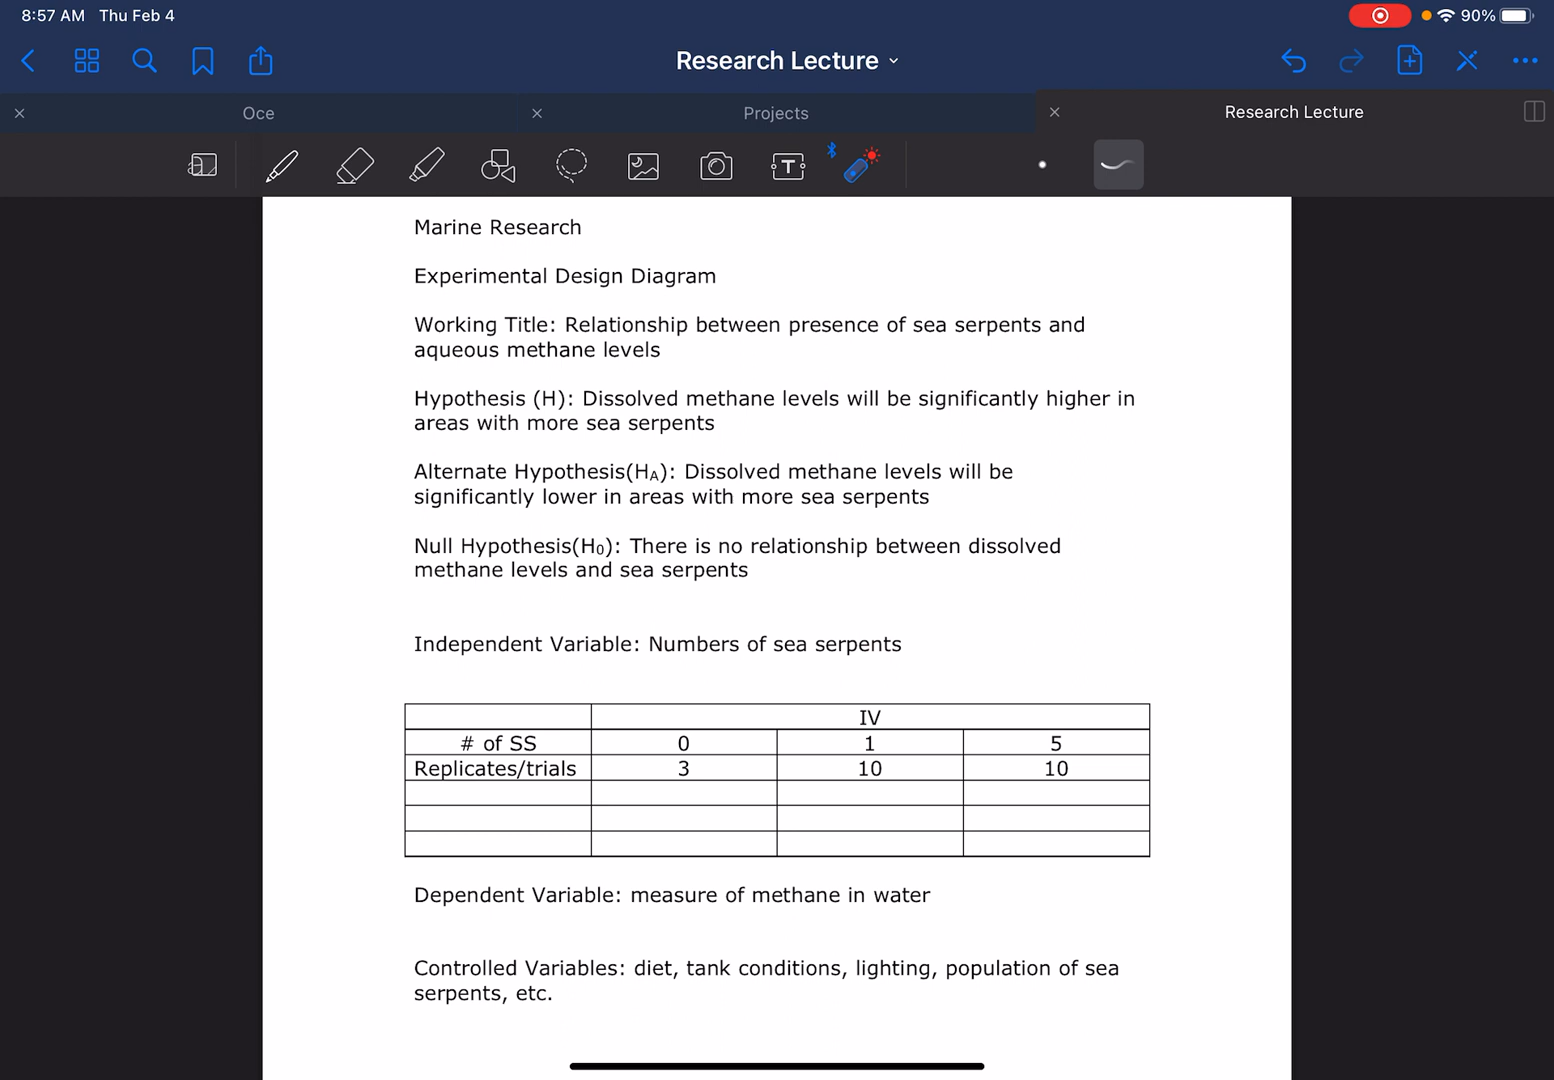 8:57 AM Thu Feb 4
90%
Research Lecture
Oce
Projects
Research Lecture
T
Marine Research
Experimental Design Diagram
Working Title: Relationship between presence of sea serpents and
aqueous methane levels
Hypothesis (H): Dissolved methane levels will be significantly higher in
areas with more sea serpents
Alternate Hypothesis(HA): Dissolved methane levels will be
significantly lower in areas with more sea serpents
Null Hypothesis(H0): There is no relationship between dissolved
methane levels and sea serpents
Independent Variable: Numbers of sea serpents
IV
# of SS 0 1 5
Replicates/trials 3 10 10
Dependent Variable: measure of methane in water
Controlled Variables: diet, tank conditions, lighting, population of sea
serpents, etc.